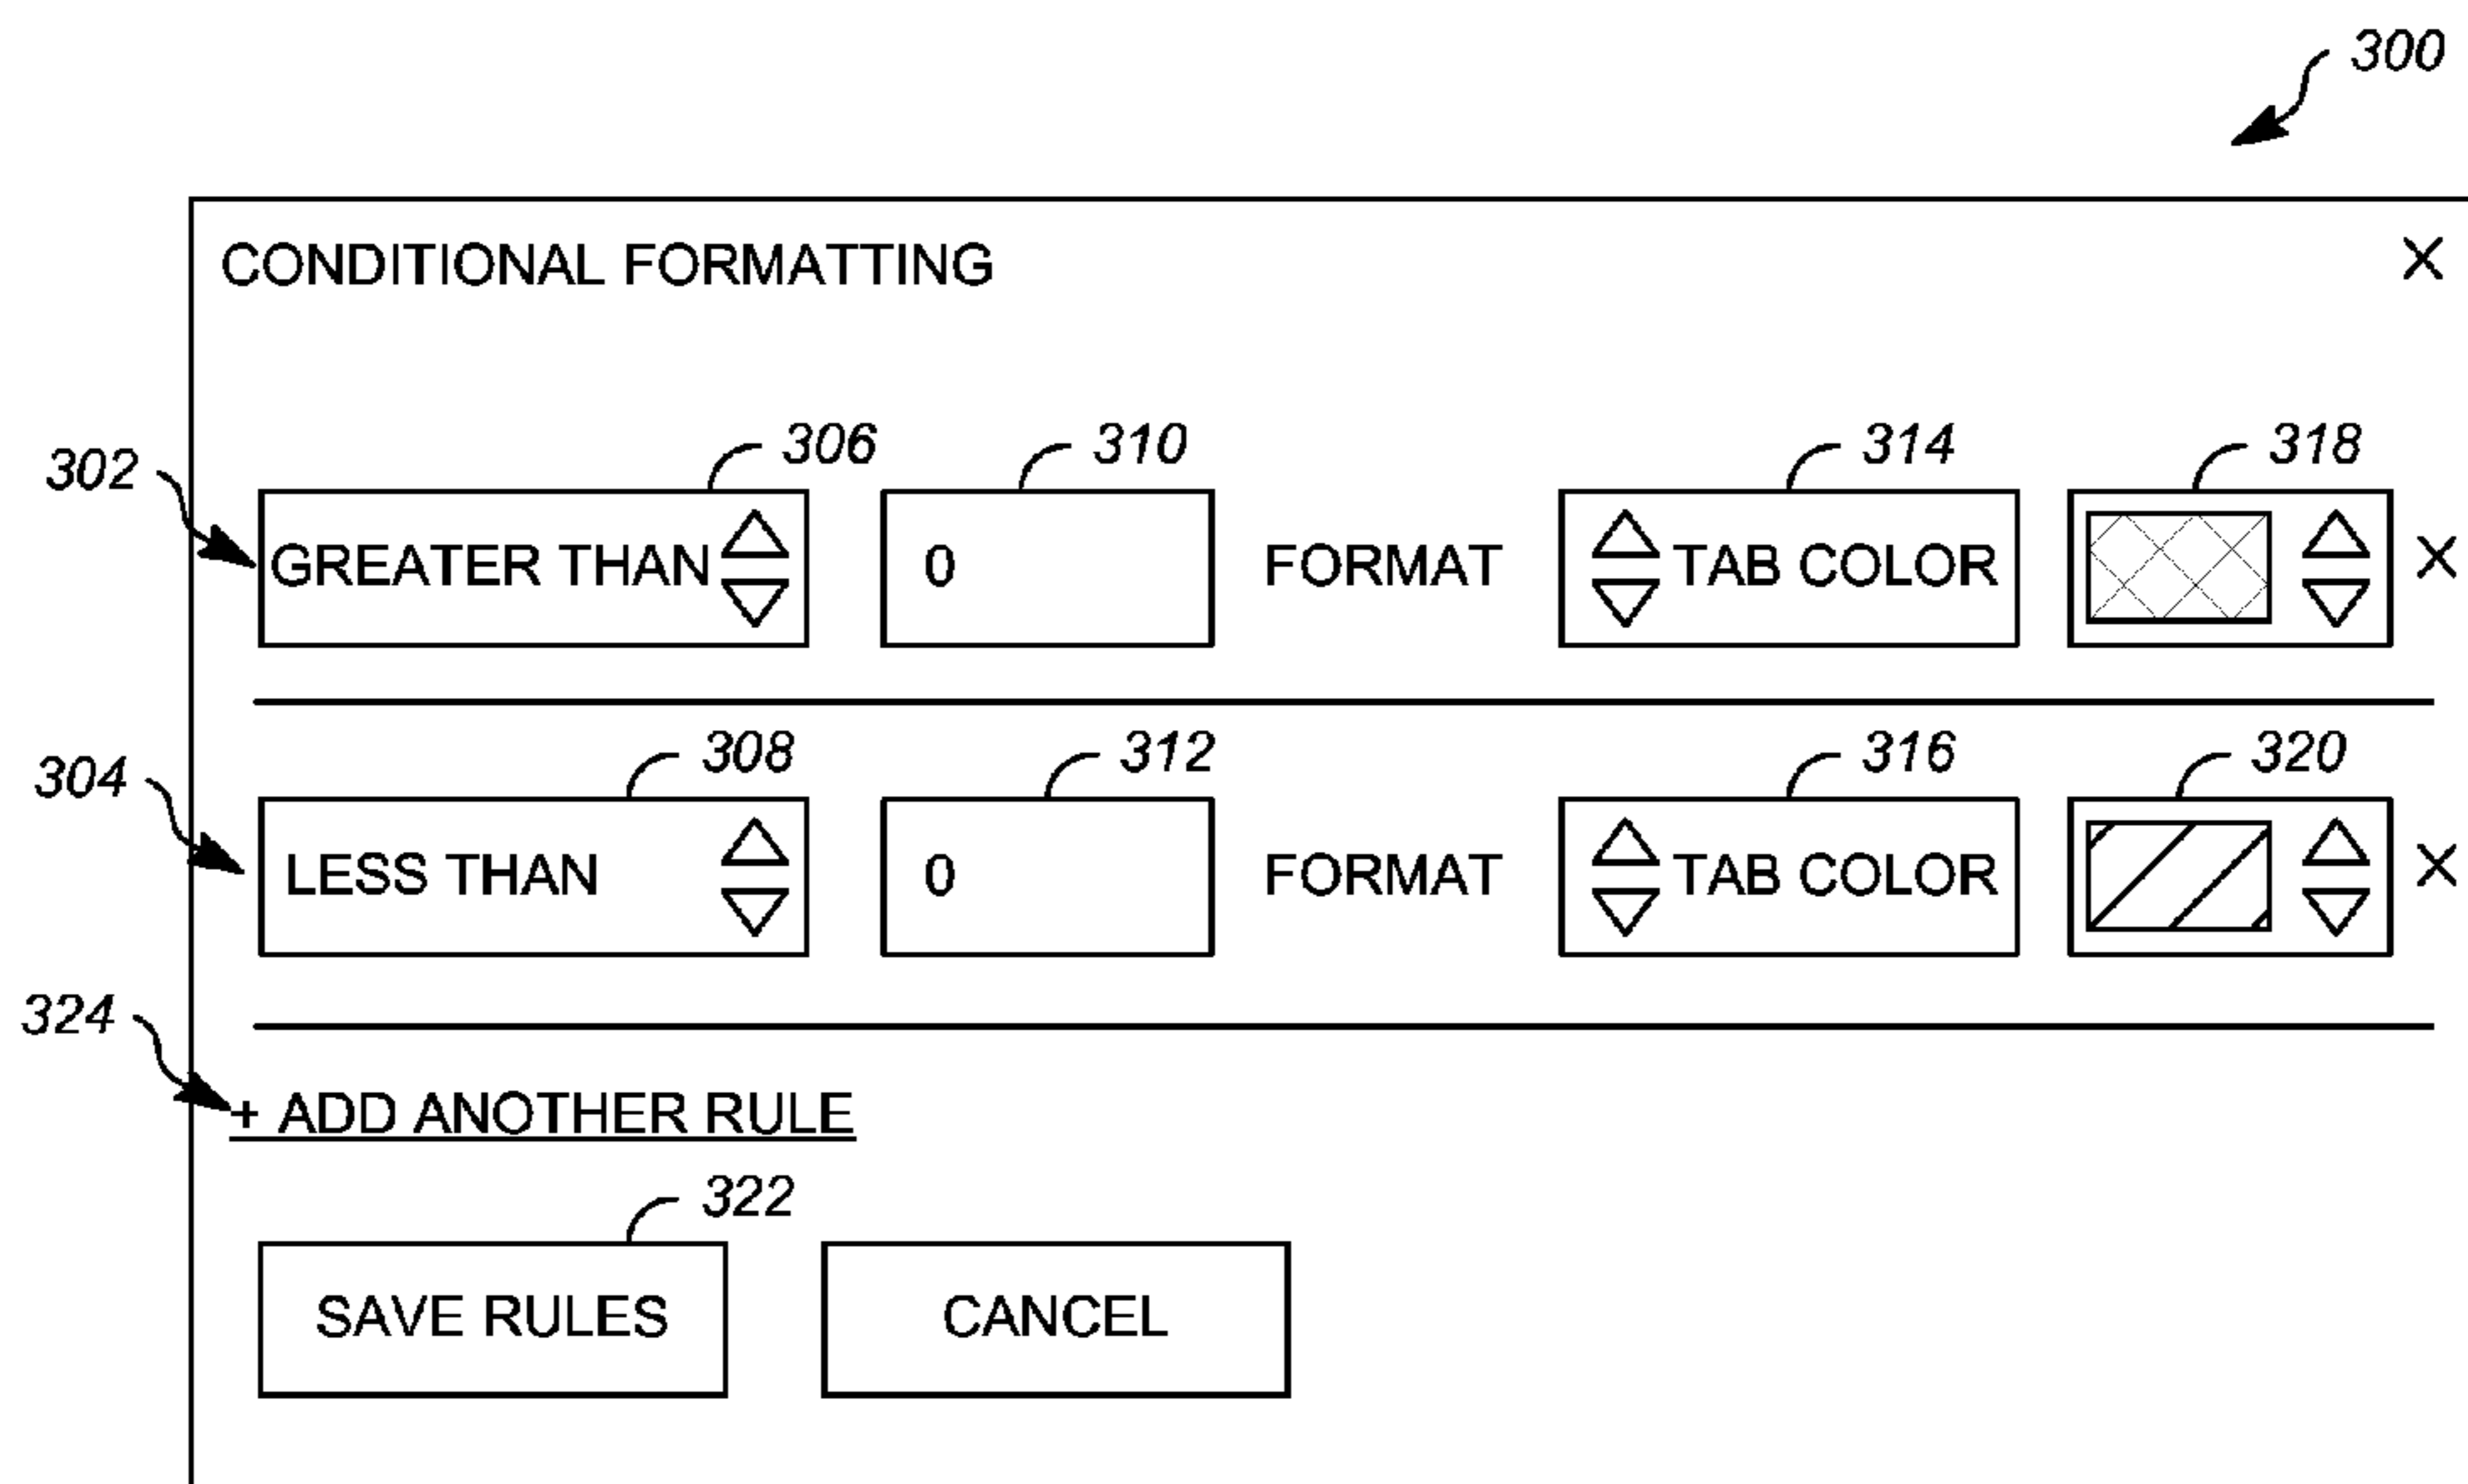 300
CONDITIONAL FORMATTING X
302 306 310 314 318
GREATER THAN 0 FORMAT TAB COLOR X
304 308 312 316 320
LESS THAN 0 FORMAT TAB COLOR X
324
+ ADD ANOTHER RULE
322
SAVE RULES CANCEL